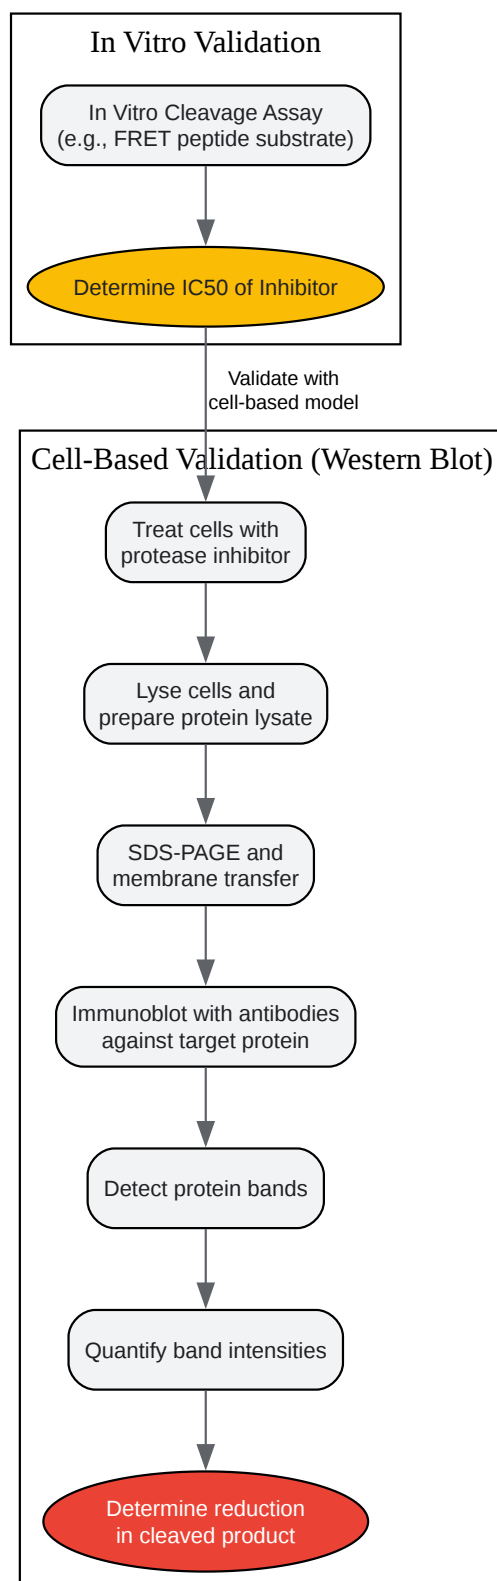 In Vitro Validation
In Vitro Cleavage Assay
(e.g., FRET peptide substrate)
Determine IC50 of Inhibitor
Validate with
cell-based model
Cell-Based Validation (Western Blot)
Treat cells with
protease inhibitor
Lyse cells and
prepare protein lysate
SDS-PAGE and
membrane transfer
Immunoblot with antibodies
against target protein
Detect protein bands
Quantify band intensities
Determine reduction
in cleaved product